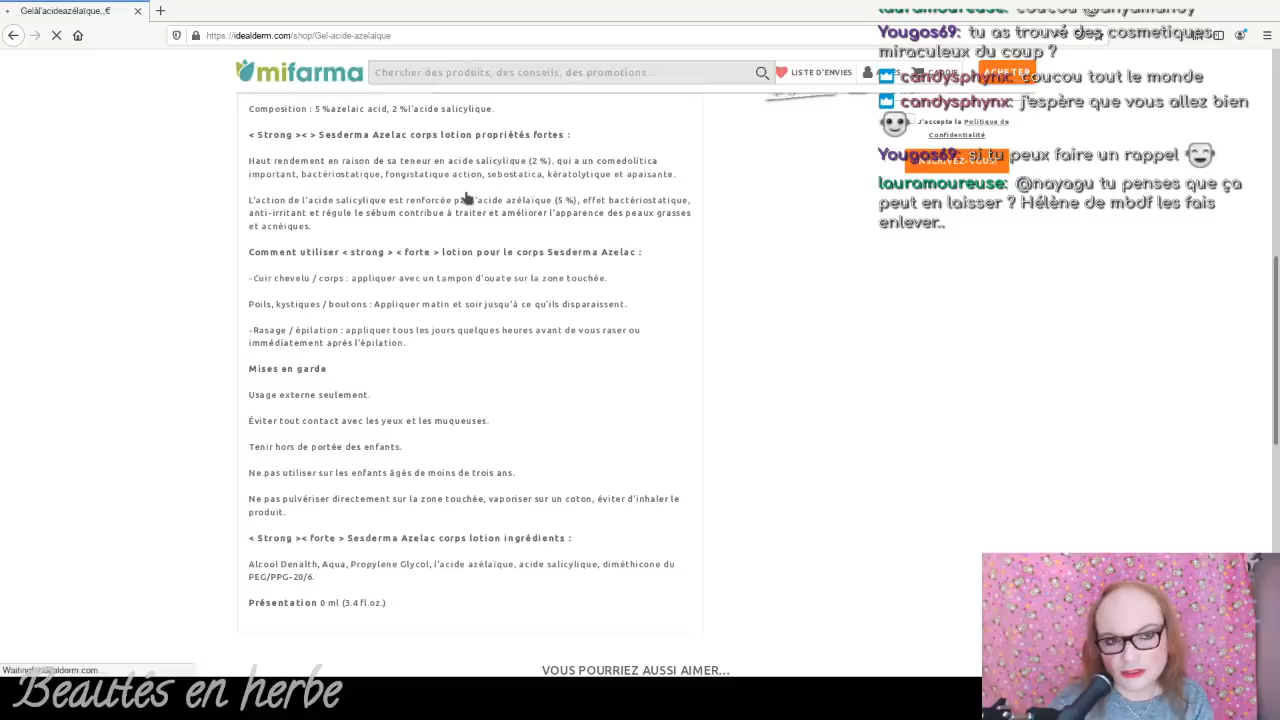 Gelâl'acideazélaïque,,€
https://idealderm.com/shop/Gel-acide-azelaique
mifarma
Chercher des produits, des conseils, des promotions...
LISTE D'ENVIES
Composition : 5 %azelaic acid, 2 %l'acide salicylique.
< Strong >< > Sesderma Azelac corps lotion propriétés fortes :
Haut rendement en raison de sa teneur en acide salicylique (2 %), qui a un comedolitica
important, bactériostatique, fongistatique action, sebostatica, kératolytique et apaisante.
L'action de l'acide salicylique est renforcée l'acide azélaïque (5 %), effet bactériostatique,
anti-irritant et régule le sébum contribue à traiter et améliorer l'apparence des peaux grasses
et acnéiques.
Comment utiliser < strong > < forte > lotion pour le corps Sesderma Azelac :
-Cuir chevelu / corps : appliquer avec un tampon d'ouate sur la zone touchée.
Poils, kystiques / boutons : Appliquer matin et soir jusqu'à ce qu'ils disparaissent.
-Rasage / épilation : appliquer tous les jours quelques heures avant de vous raser ou
immédiatement après l'épilation.
Mises en garde
Usage externe seulement.
Éviter tout contact avec les yeux et les muqueuses.
Tenir hors de portée des enfants.
Ne pas utiliser sur les enfants âgés de moins de trois ans.
Ne pas pulvériser directement sur la zone touchée, vaporiser sur un coton, éviter d'inhaler le
produit.
< Strong >< forte > Sesderma Azelac corps lotion ingrédients :
Alcool Denalth, Aqua, Propylene Glycol, l'acide azélaïque, acide salicylique, diméthicone du
PEG/PPG-20/6.
Présentation 0 ml (3.4 fl.oz.)
VOUS POURRIEZ AUSSI AIMER...
lauramoureuse: coucou
Yougos69: tu as trouvé des cosmetiques
miraculeux du coup ?
candysphynx: coucou tout le monde
candysphynx: j'espère que vous allez bien
J'accepte la Politique de
Confidentialité
INSCRIVEZ-VOUS!
Yougos69: si tu peux faire un rappel
lauramoureuse: @nayagu tu penses que ça
peut en laisser ? Hélène de mbdf les fais
enlever..
Beautés en herbe